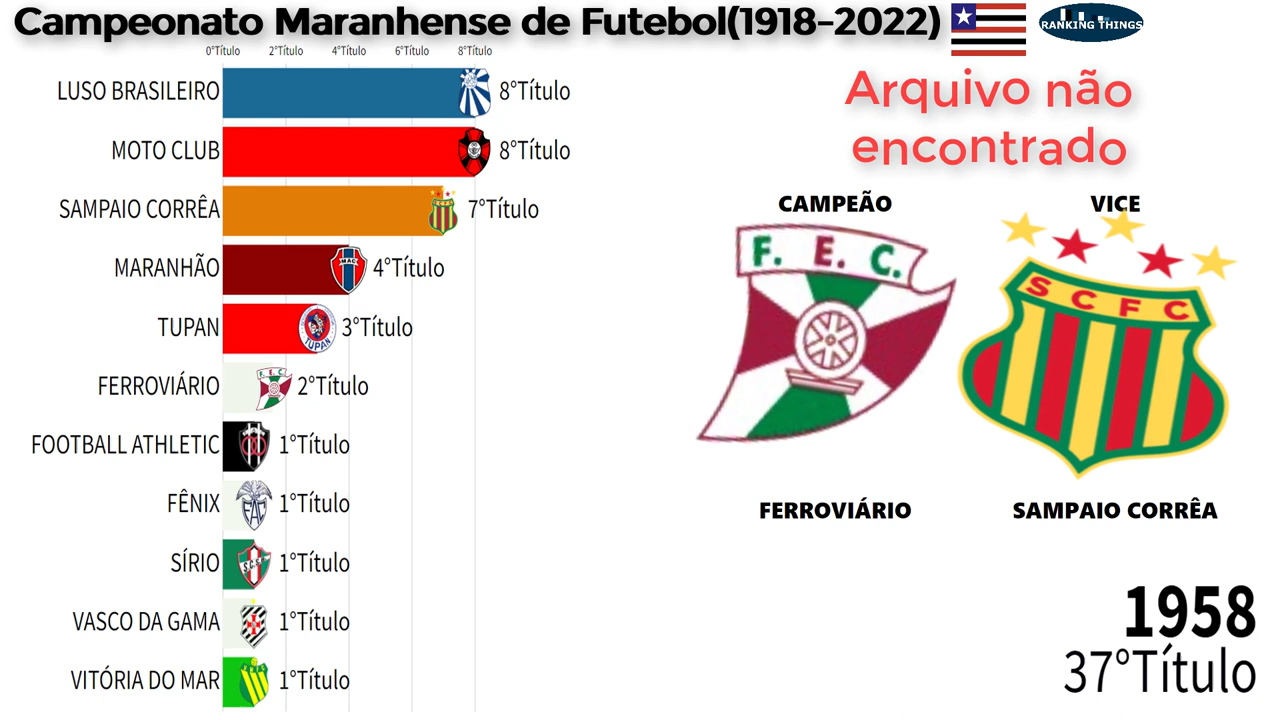 Campeonato Maranhense de Futebol(1918–2022)
RANKING THINGS
0°Título 2°Título 4°Título 6°Título 8°Título
Arquivo não
encontrado
LUSO BRASILEIRO 8°Título
MOTO CLUB 8°Título
SAMPAIO CORRÊA 7°Título
MARANHÃO MAC 4°Título
TUPAN TUPAN 3°Título
FERROVIÁRIO F. E. C. 2°Título
FOOTBALL ATHLETIC 1°Título
FÊNIX FAC 1°Título
SÍRIO 1°Título
VASCO DA GAMA 1°Título
VITÓRIA DO MAR 1°Título
CAMPEÃO VICE
F. E. C. SCFC
FERROVIÁRIO SAMPAIO CORRÊA
1958
37°Título